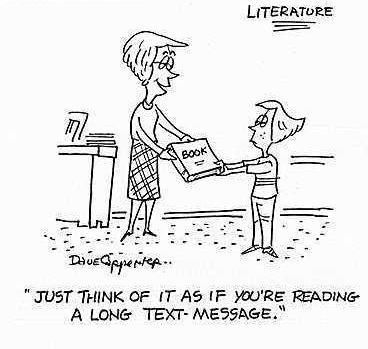 LITERATURE
BOOK
Dave Carpenter..
"JUST THINK OF IT AS IF YOU'RE READING
A LONG TEXT-MESSAGE."